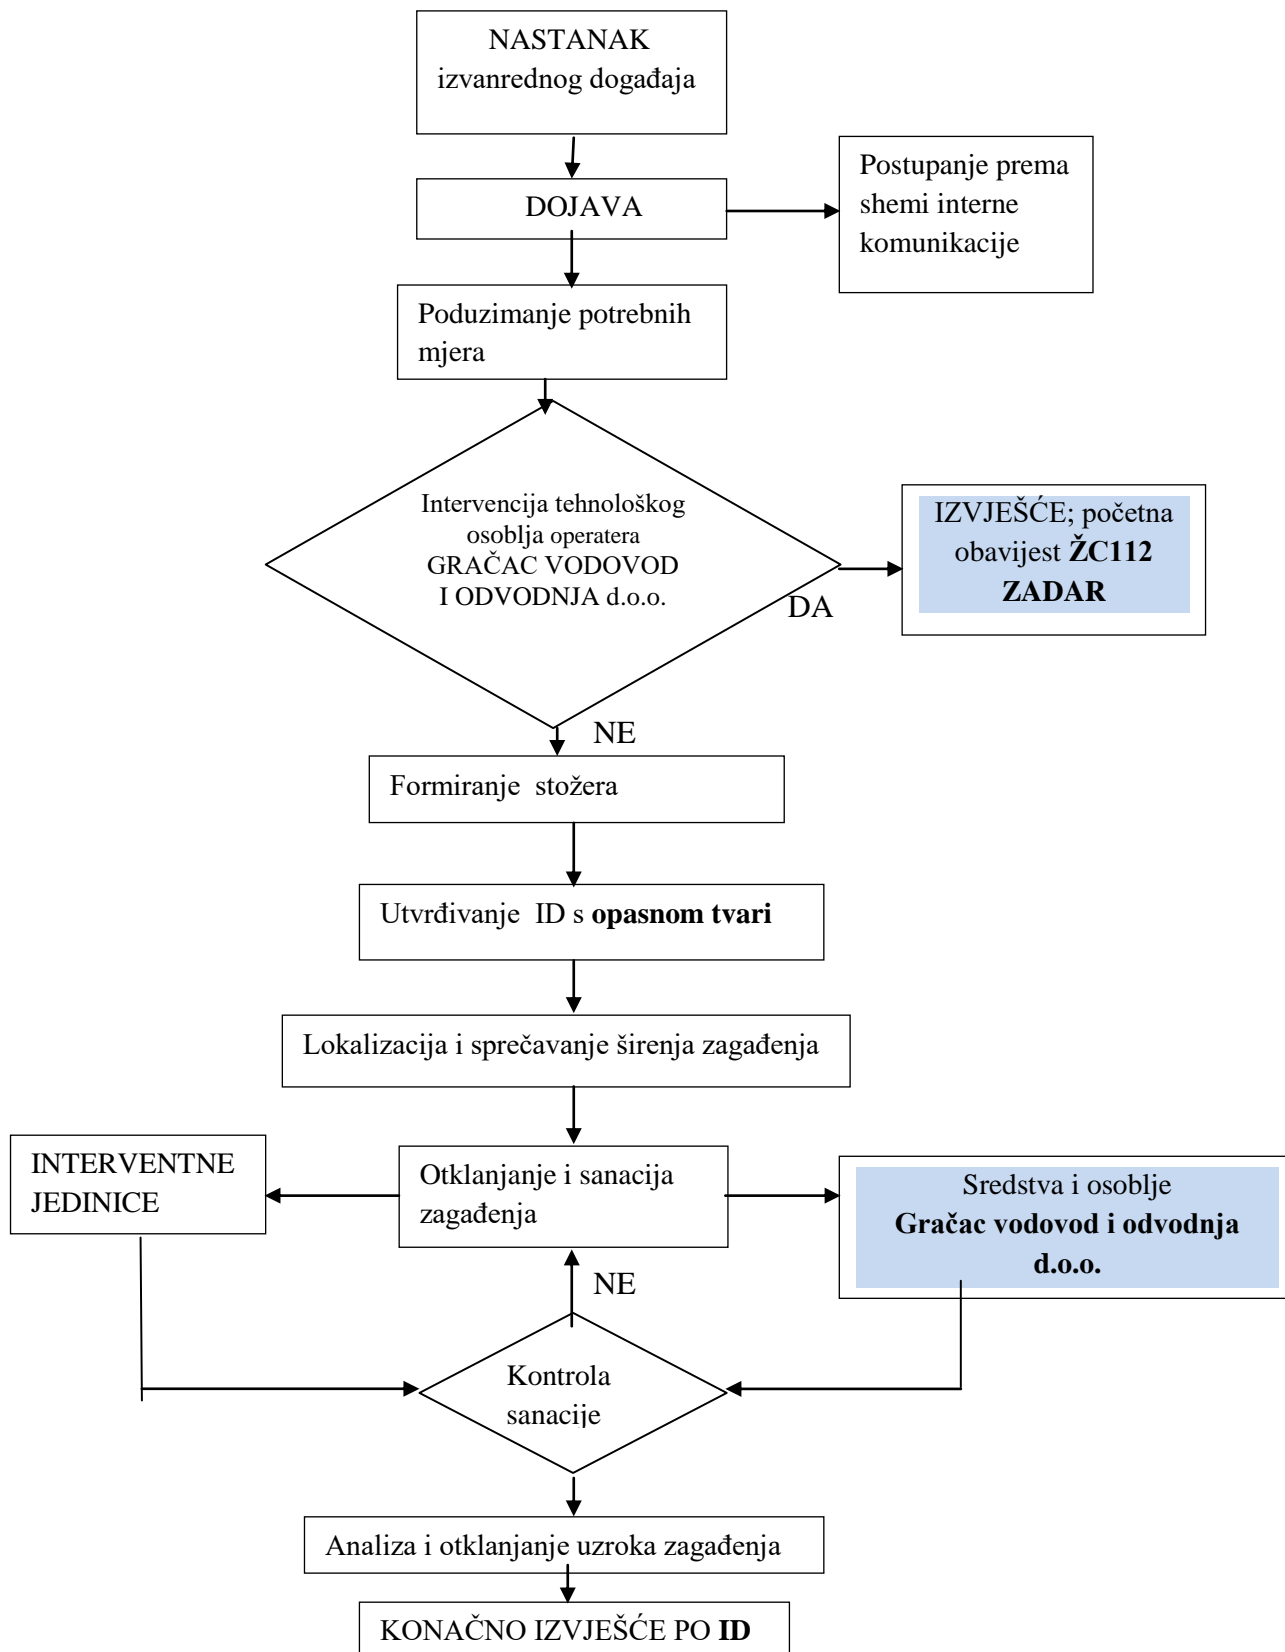 NASTANAK
izvanrednog događaja
DOJAVA
Postupanje prema
shemi interne
komunikacije
Poduzimanje potrebnih
mjera
Intervencija tehnološkog
osoblja operatera
GRAČAC VODOVOD
I ODVODNJA d.o.o.
DA
IZVJEŠĆE; početna
obavijest ŽC112
ZADAR
NE
Formiranje stožera
Utvrđivanje ID s opasnom tvari
Lokalizacija i sprečavanje širenja zagađenja
INTERVENTNE
JEDINICE
Otklanjanje i sanacija
zagađenja
Sredstva i osoblje
Gračac vodovod i odvodnja
d.o.o.
NE
Kontrola
sanacije
Analiza i otklanjanje uzroka zagađenja
KONAČNO IZVJEŠĆE PO ID